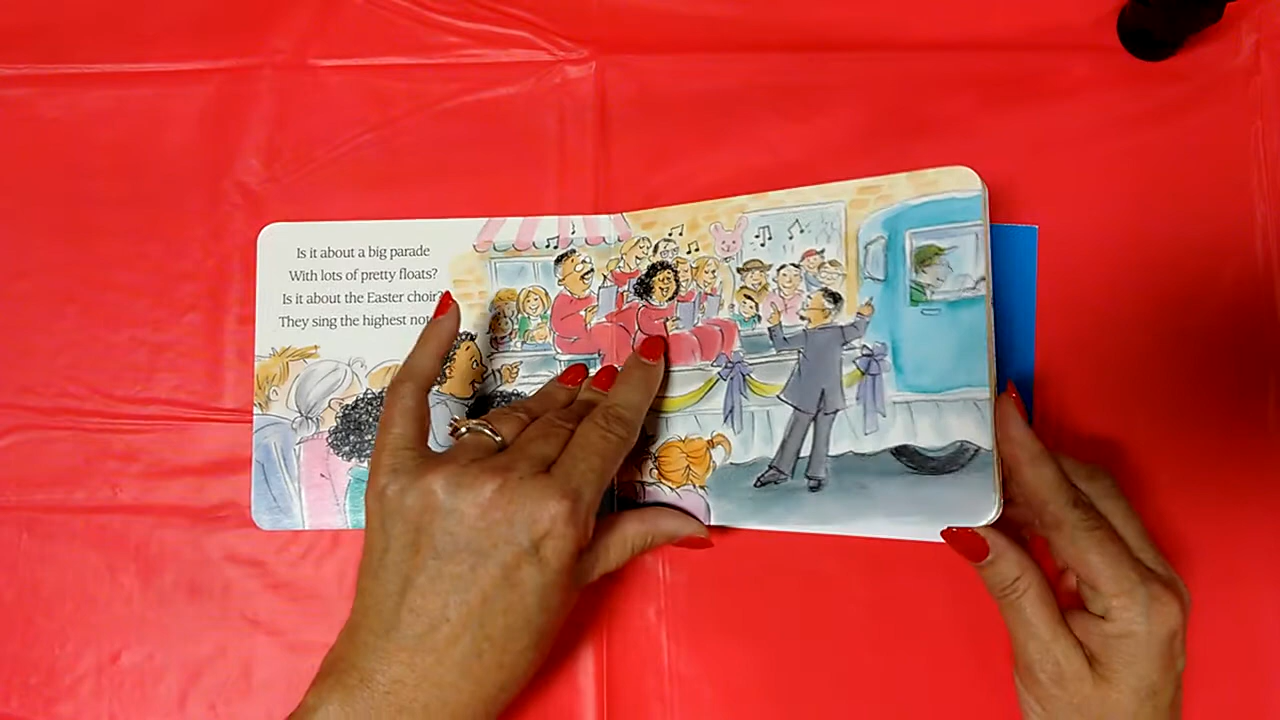 Is it about a big parade
With lots of pretty floats?
Is it about the Easter choir?
They sing the highest